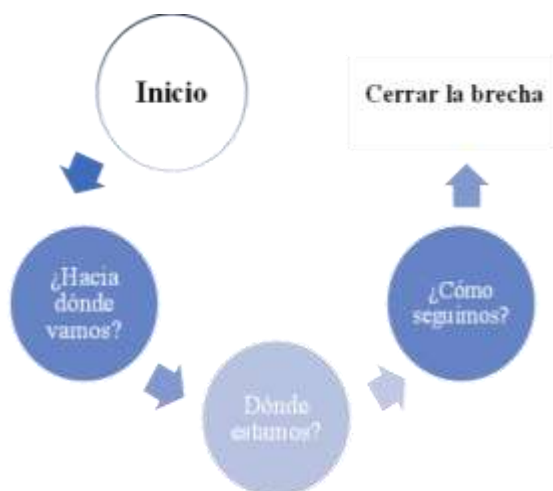 Inicio
¿Hacia
dónde
vamos?
Dónde
estamos?
¿Cómo
seguimos?
Cerrar la brecha